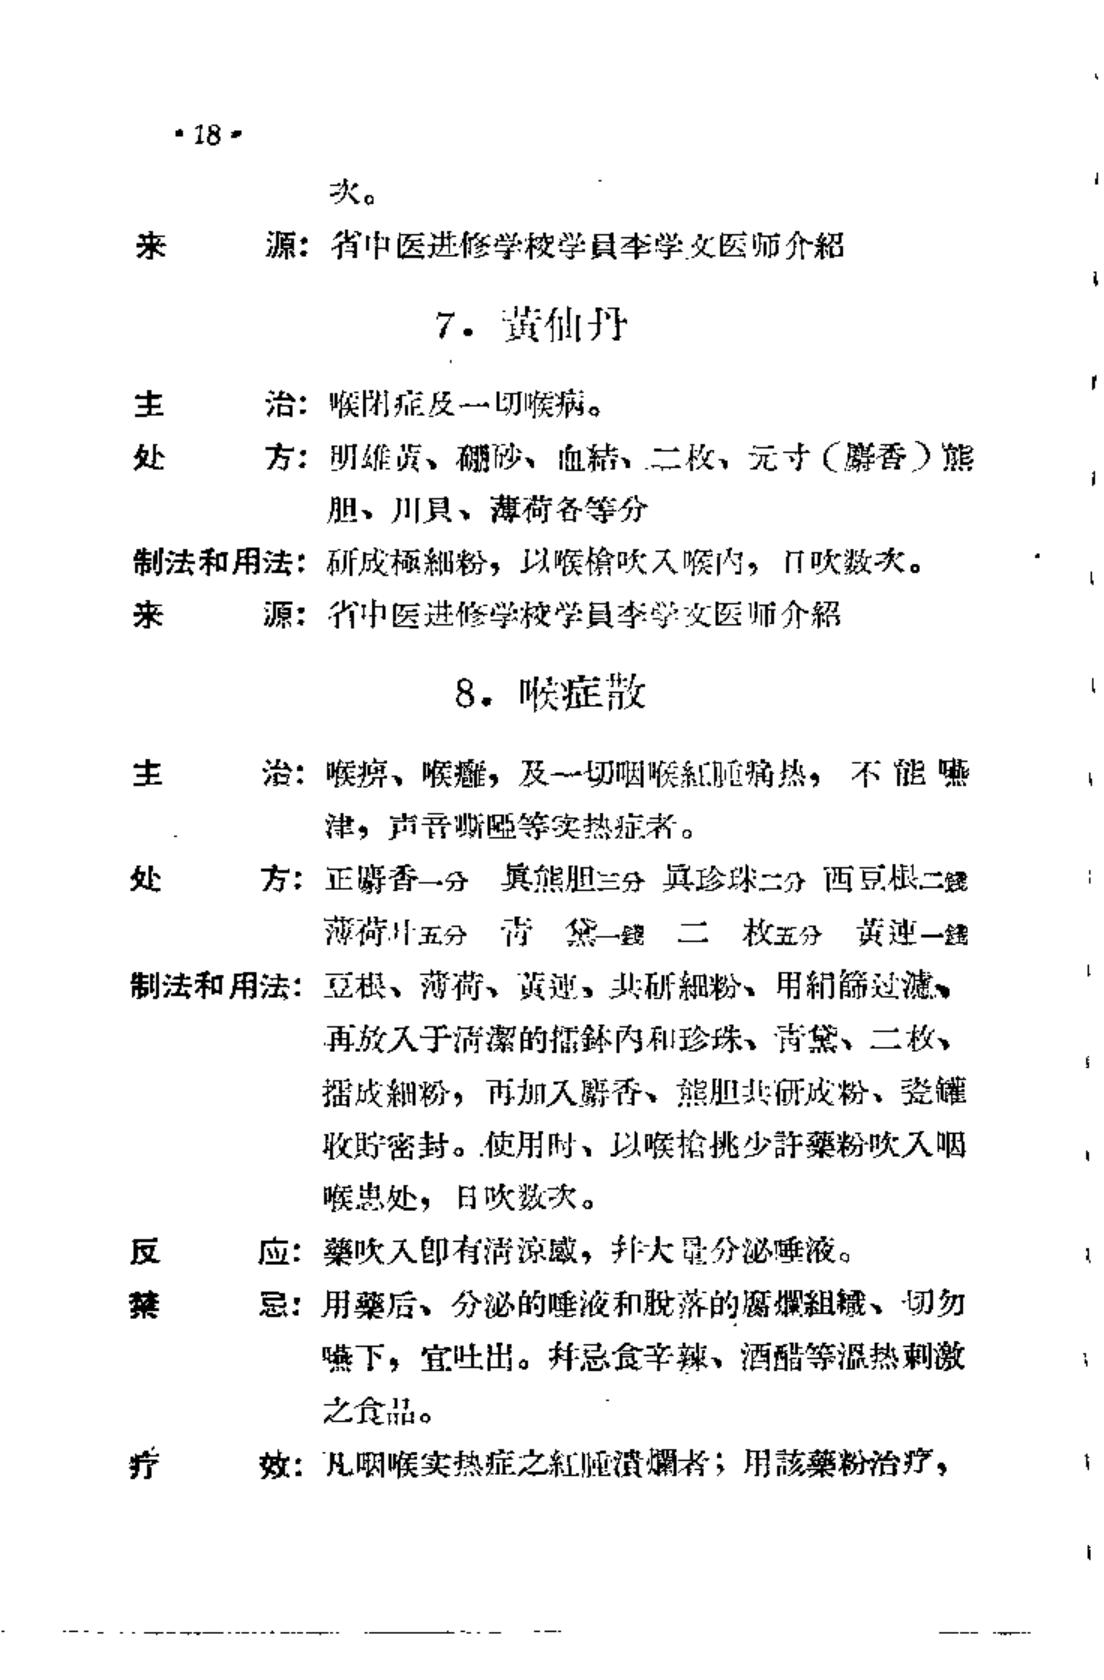 ·18·
次。
来　　源：省中医进修学校学員李学文医师介紹
7．黃仙丹
主　　治：喉閉症及一切喉病。
处　　方：明雄黃、硼砂、血結、二枚、元寸（麝香）熊
胆、川貝、薄荷各等分
制法和用法：研成極細粉，以喉槍吹入喉内，日吹数次。
来　　源：省中医进修学校学員李学文医师介紹
8．喉症散
主　　治：喉痹、喉癰，及一切咽喉紅腫痛热，不能嚥
津，声音嘶啞等实热症者。
处　　方：正麝香一分　眞熊胆三分　眞珍珠二分　西豆根二錢
薄荷叶五分　青　黛一錢　二　枚五分　黃連一錢
制法和用法：豆根、薄荷、黃連、共研細粉、用絹篩过濾、
再放入于清潔的擂鉢内和珍珠、青黛、二枚、
擂成細粉，再加入麝香、熊胆共研成粉、瓷罐
收貯密封。使用时、以喉槍挑少許藥粉吹入咽
喉患处，日吹数次。
反　　应：藥吹入卽有清凉感，幷大量分泌唾液。
禁　　忌：用藥后、分泌的唾液和脫落的腐爛組織、切勿
嚥下，宜吐出。幷忌食辛辣、酒醋等溫热刺激
之食品。
疗　　效：凡咽喉实热症之紅腫潰爛者；用該藥粉治疗，